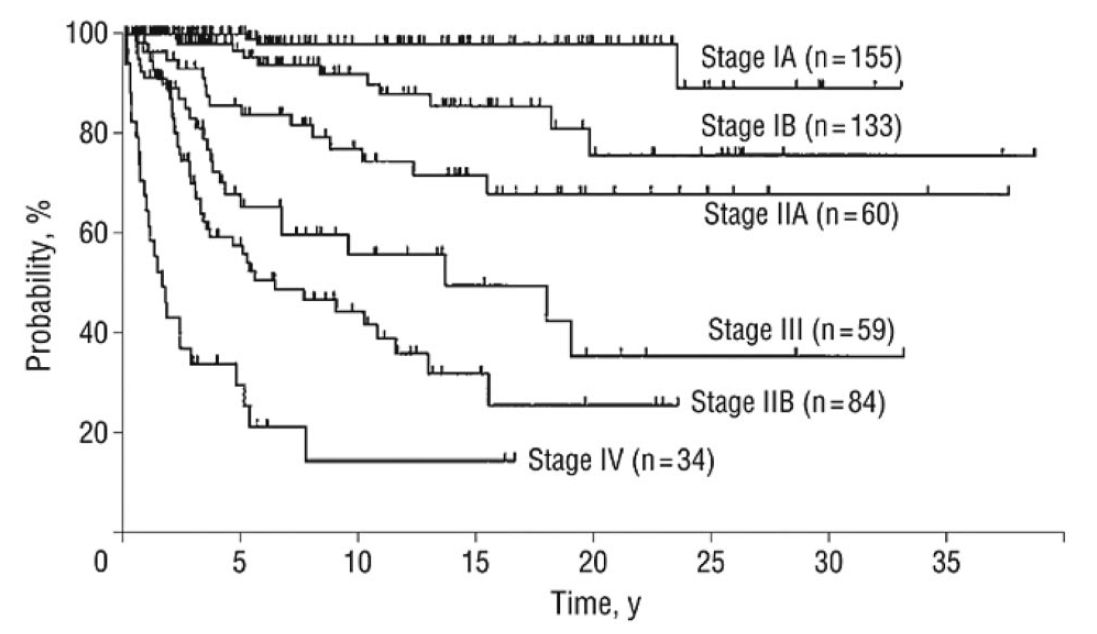 Probability, %
100
80
60
40
20
0
5
10
15
20
25
30
35
Time, y
Stage IA (n=155)
Stage IB (n=133)
Stage IIA (n=60)
Stage III (n=59)
Stage IIB (n=84)
Stage IV (n=34)